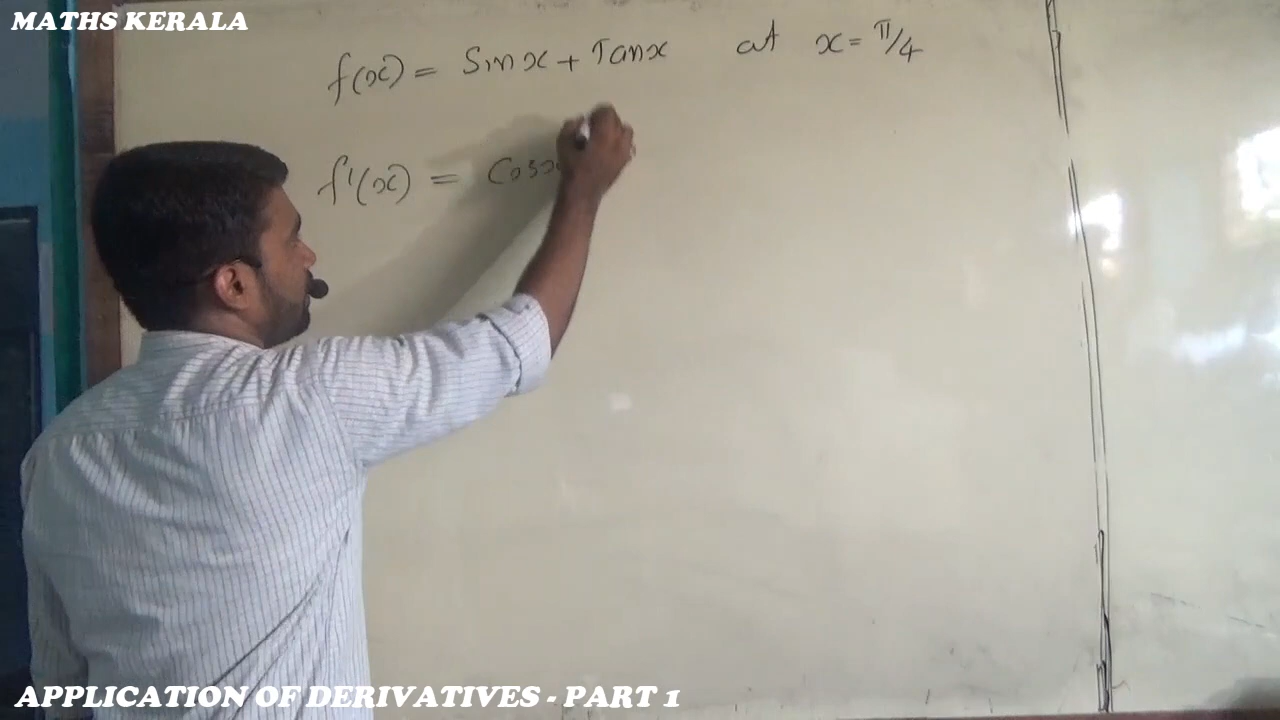 MATHS KERALA
f(x) = Sin x + Tan x at x = π/4
f'(x) = Cos x
APPLICATION OF DERIVATIVES - PART 1